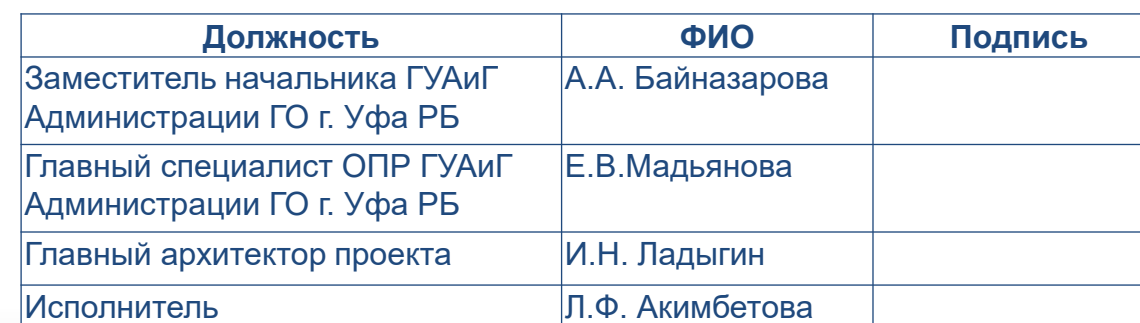 Должность ФИО Подпись
Заместитель начальника ГУАиГ А.А. Байназарова
Администрации ГО г. Уфа РБ
Главный специалист ОПР ГУАиГ Е.В.Мадьянова
Администрации ГО г. Уфа РБ
Главный архитектор проекта И.Н. Ладыгин
Исполнитель Л.Ф. Акимбетова